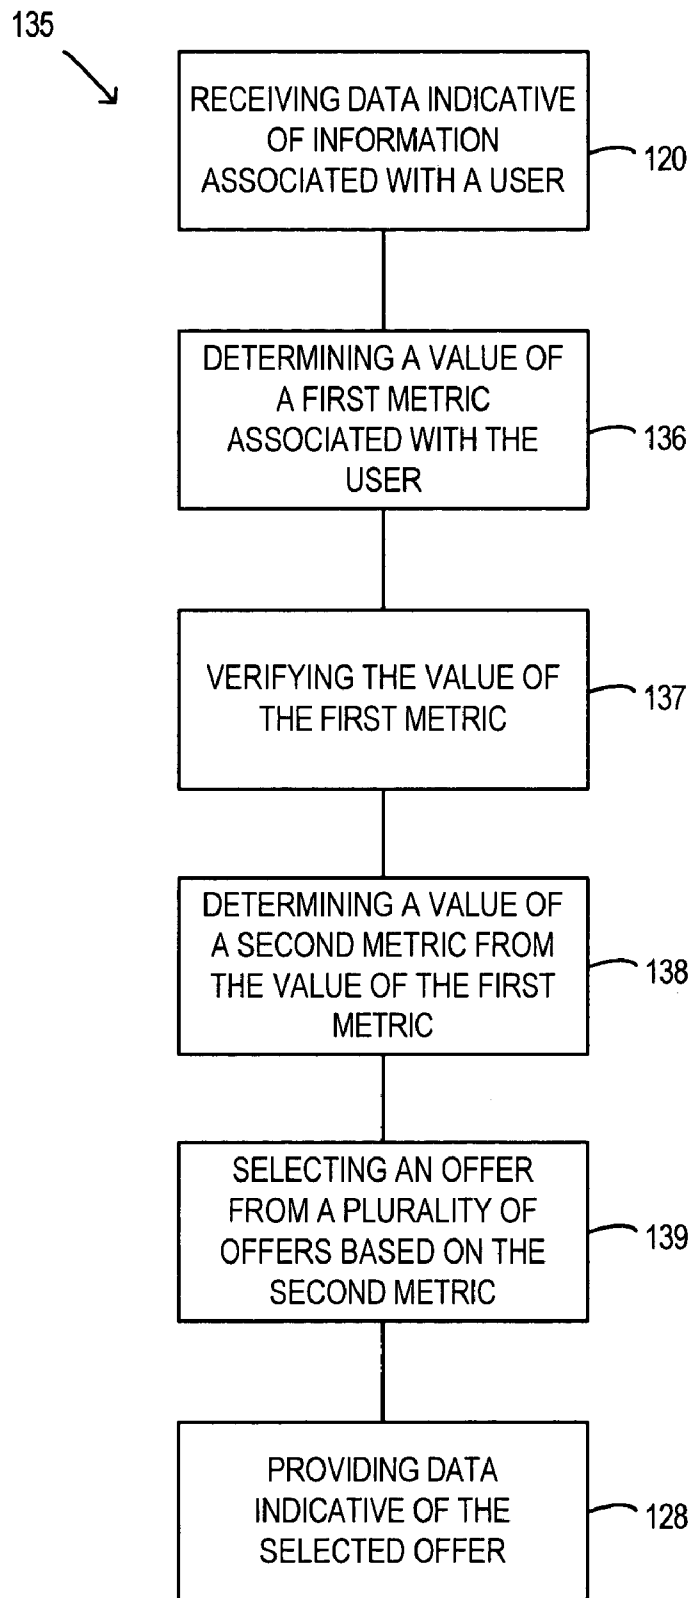 135
RECEIVING DATA INDICATIVE
OF INFORMATION
ASSOCIATED WITH A USER
120
DETERMINING A VALUE OF
A FIRST METRIC
ASSOCIATED WITH THE
USER
136
VERIFYING THE VALUE OF
THE FIRST METRIC
137
DETERMINING A VALUE OF
A SECOND METRIC FROM
THE VALUE OF THE FIRST
METRIC
138
SELECTING AN OFFER
FROM A PLURALITY OF
OFFERS BASED ON THE
SECOND METRIC
139
PROVIDING DATA
INDICATIVE OF THE
SELECTED OFFER
128